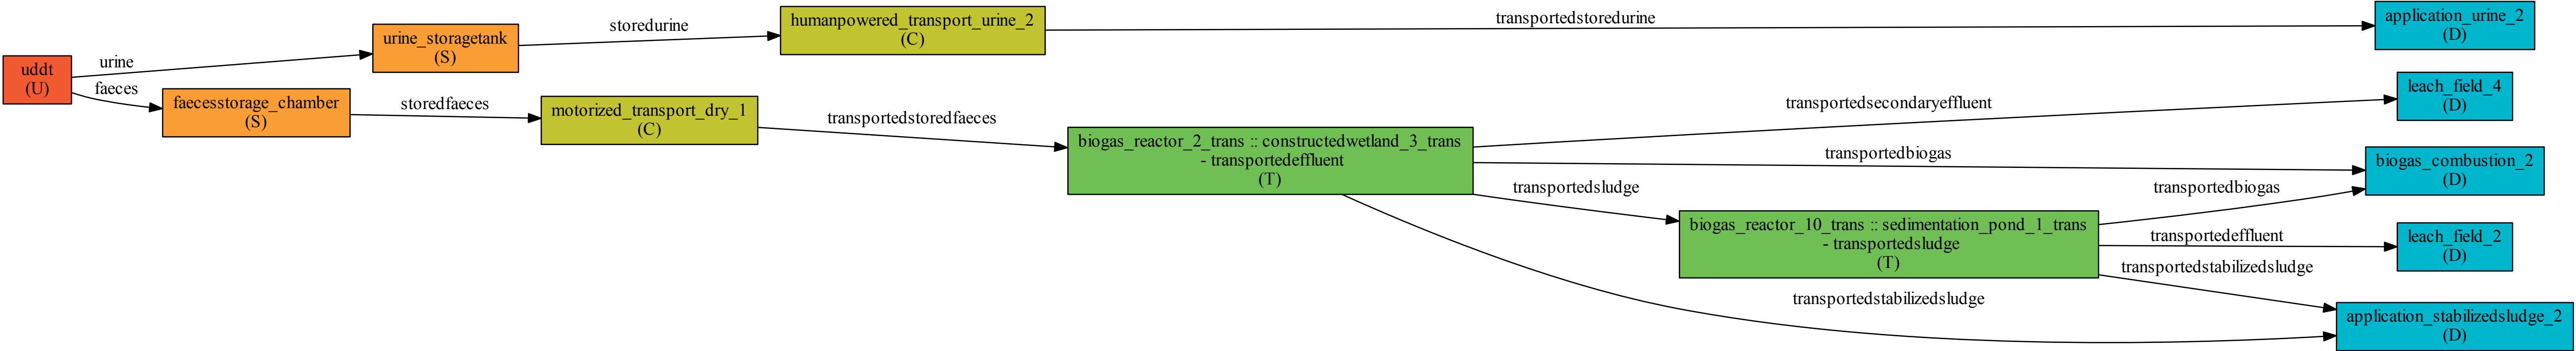 uddt
(U)
urine
faeces
urine_storagetank
(S)
faecesstorage_chamber
(S)
storedurine
storedfaeces
humanpowered_transport_urine_2
(C)
motorized_transport_dry_1
(C)
transportedstoredurine
transportedstoredfaeces
biogas_reactor_2_trans :: constructedwetland_3_trans
- transportedeffluent
(T)
transportedsecondaryeffluent
transportedbiogas
transportedsludge
transportedstabilizedsludge
biogas_reactor_10_trans :: sedimentation_pond_1_trans
- transportedsludge
(T)
transportedbiogas
transportedeffluent
transportedstabilizedsludge
application_urine_2
(D)
leach_field_4
(D)
biogas_combustion_2
(D)
leach_field_2
(D)
application_stabilizedsludge_2
(D)